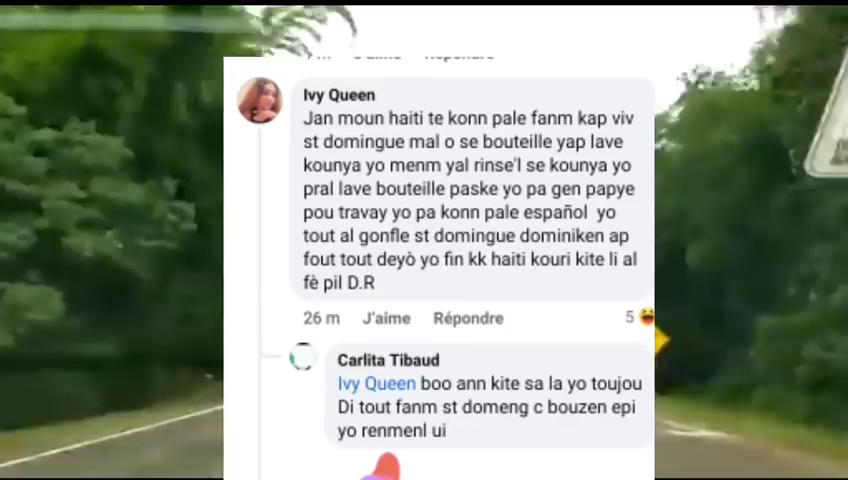 Ivy Queen
Jan moun haiti te konn pale fanm kap viv
st domingue mal o se bouteille yap lave
kounya yo menm yal rinse'l se kounya yo
pral lave bouteille paske yo pa gen papye
pou travay yo pa konn pale español yo
tout al gonfle st domingue dominiken ap
fout tout deyò yo fin kk haiti kouri kite li al
fè pil D.R
26 m J'aime Répondre 5
Carlita Tibaud
Ivy Queen boo ann kite sa la yo toujou
Di tout fanm st domeng c bouzen epi
yo renmenl ui